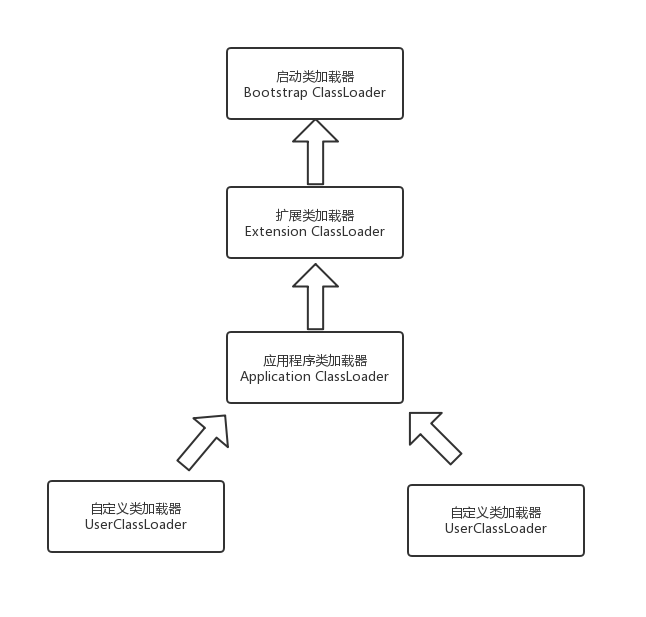 启动类加载器
Bootstrap ClassLoader
扩展类加载器
Extension ClassLoader
应用程序类加载器
Application ClassLoader
自定义类加载器
UserClassLoader
自定义类加载器
UserClassLoader